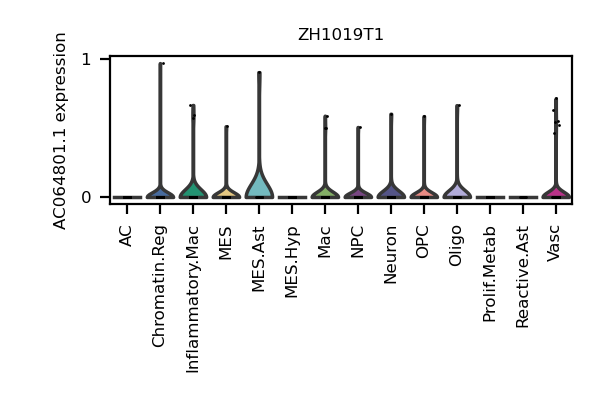 ZH1019T1
AC064801.1 expression
1
0
AC
Chromatin.Reg
Inflammatory.Mac
MES
MES.Ast
MES.Hyp
Mac
NPC
Neuron
OPC
Oligo
Prolif.Metab
Reactive.Ast
Vasc